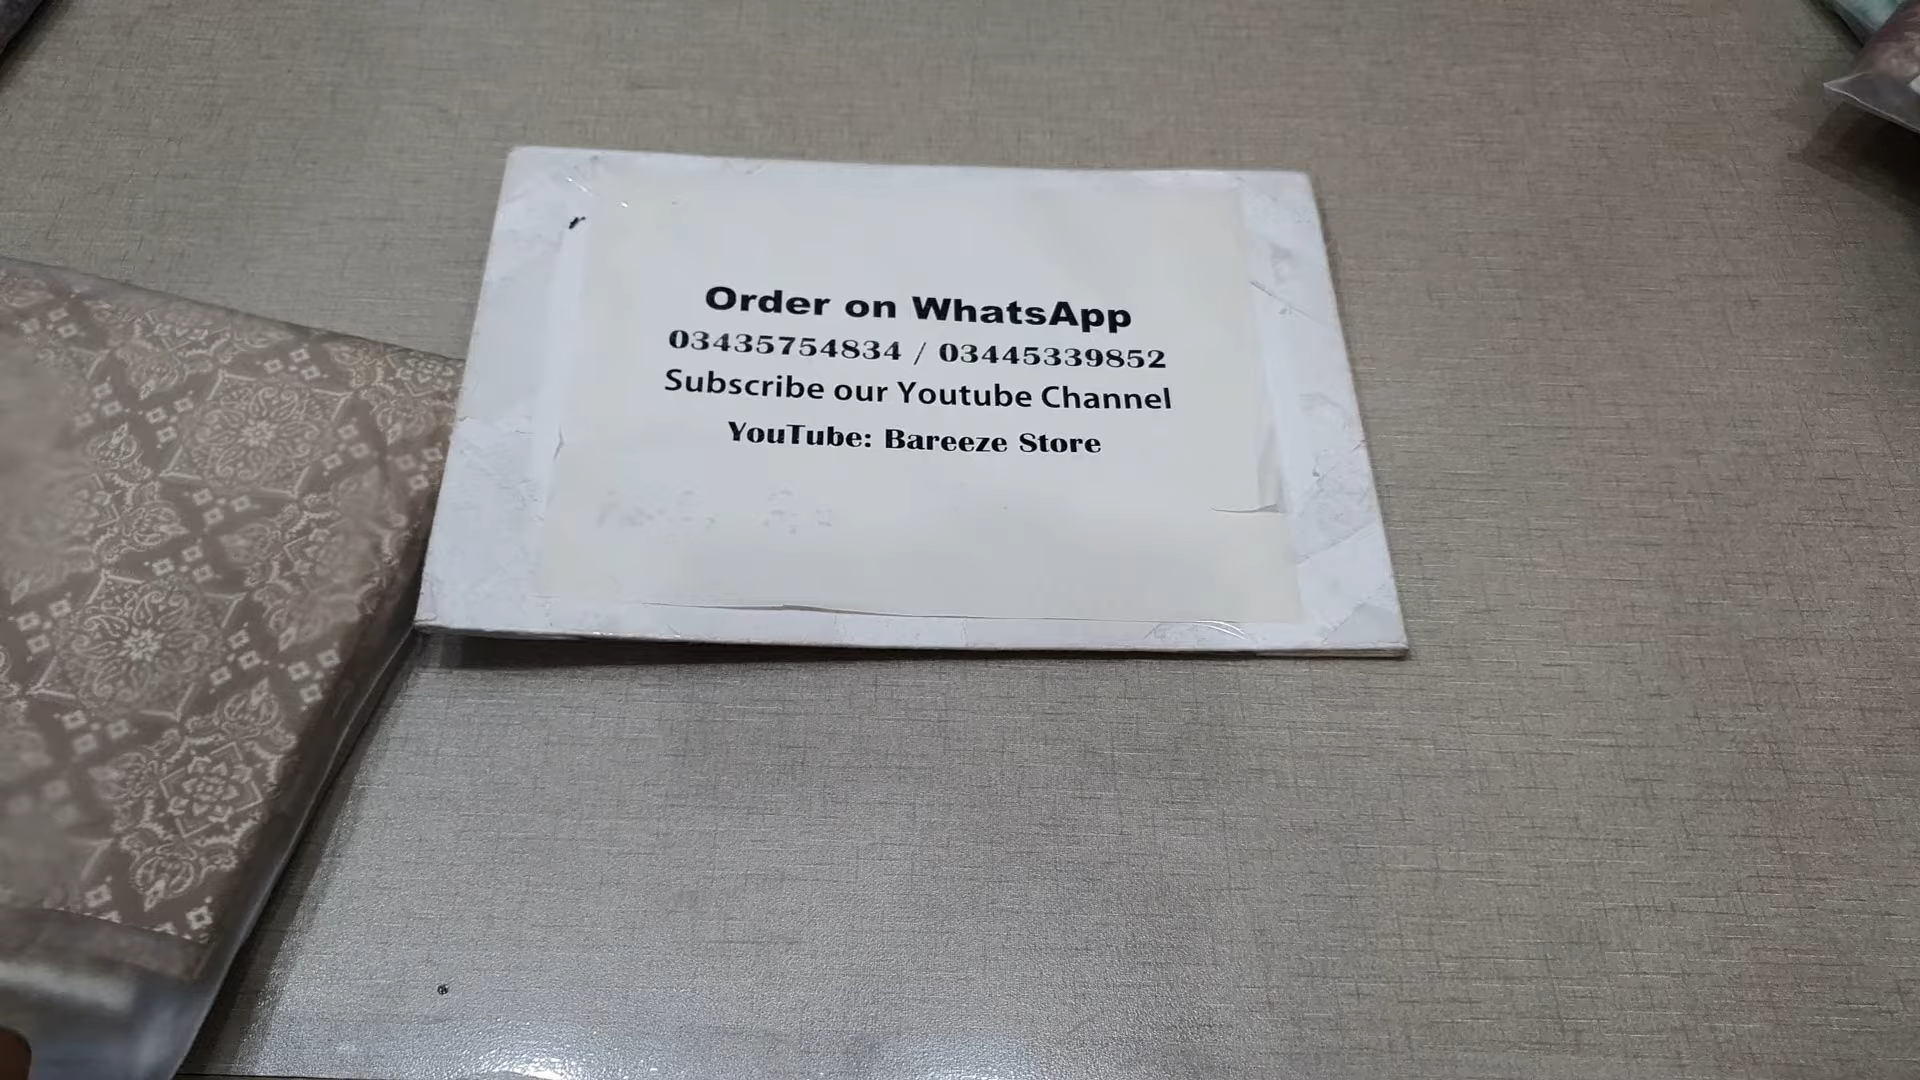 Order on WhatsApp
03435754834 / 03445339852
Subscribe our Youtube Channel
YouTube: Bareeze Store